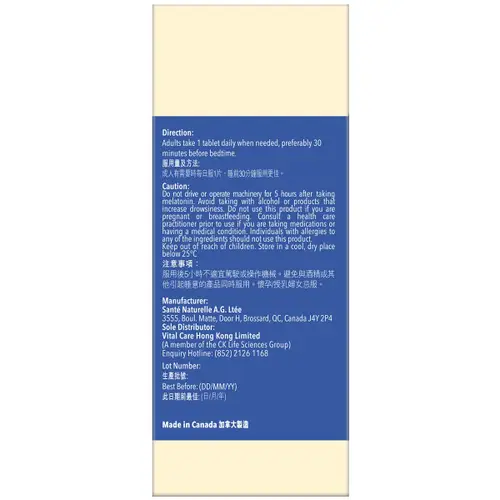 Direction:
Adults take 1 tablet daily when needed, preferably 30
minutes before bedtime.
服用量及方法:
成人有需要時每日服1片，睡前30分鐘服用更佳。
Caution:
Do not drive or operate machinery for 5 hours after taking
melatonin. Avoid taking with alcohol or products that
increase drowsiness. Do not use this product if you are
pregnant or breastfeeding. Consult a health care
practitioner prior to use if you are taking medications or
having a medical condition. Individuals with allergies to
any of the ingredients should not use this product.
Keep out of reach of children. Store in a cool, dry place
below 25°C
注意事項：
服用後5小時不適宜駕駛或操作機械。避免與酒精或其
他引起睡意的產品同時服用。懷孕/授乳婦女忌服。
Manufacturer:
Santé Naturelle A.G. Ltée
3555, Boul. Matte, Door H, Brossard, QC, Canada J4Y 2P4
Sole Distributor:
Vital Care Hong Kong Limited
(A member of the CK Life Sciences Group)
Enquiry Hotline: (852) 2126 1168
Lot Number:
生產批號:
Best Before: (DD/MM/YY)
此日期前最佳: (日/月/年)
Made in Canada 加拿大製造